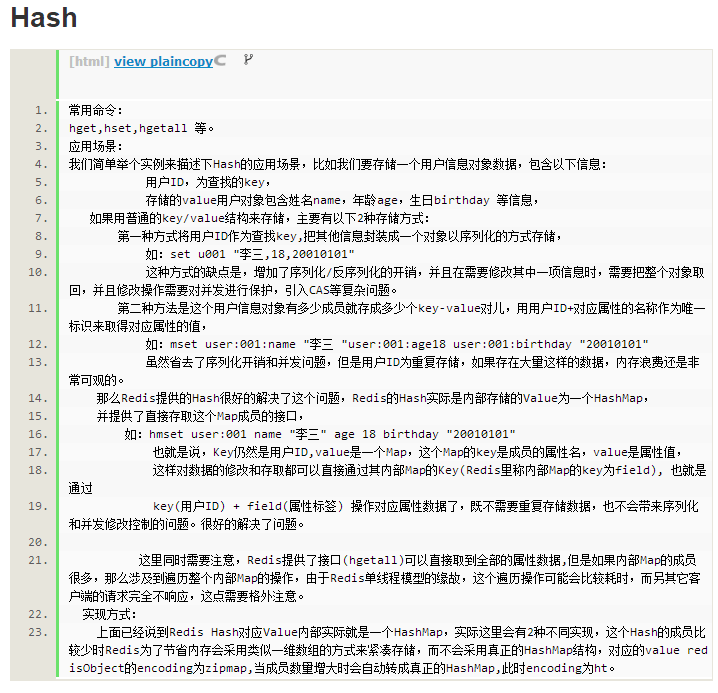 Hash
[html] view plaincopy
1. 常用命令：
2. hget,hset,hgetall 等。
3. 应用场景：
4. 我们简单举个实例来描述下Hash的应用场景，比如我们要存储一个用户信息对象数据，包含以下信息：
5. 用户ID，为查找的key，
6. 存储的value用户对象包含姓名name，年龄age，生日birthday 等信息，
7. 如果用普通的key/value结构来存储，主要有以下2种存储方式：
8. 第一种方式将用户ID作为查找key,把其他信息封装成一个对象以序列化的方式存储，
9. 如：set u001 "李三,18,20010101"
10. 这种方式的缺点是，增加了序列化/反序列化的开销，并且在需要修改其中一项信息时，需要把整个对象取
回，并且修改操作需要对并发进行保护，引入CAS等复杂问题。
11. 第二种方法是这个用户信息对象有多少成员就存成多少个key-value对儿，用用户ID+对应属性的名称作为唯一
标识来取得对应属性的值，
12. 如：mset user:001:name "李三 "user:001:age18 user:001:birthday "20010101"
13. 虽然省去了序列化开销和并发问题，但是用户ID为重复存储，如果存在大量这样的数据，内存浪费还是非
常可观的。
14. 那么Redis提供的Hash很好的解决了这个问题，Redis的Hash实际是内部存储的Value为一个HashMap，
15. 并提供了直接存取这个Map成员的接口，
16. 如：hmset user:001 name "李三" age 18 birthday "20010101"
17. 也就是说，Key仍然是用户ID,value是一个Map，这个Map的key是成员的属性名，value是属性值，
18. 这样对数据的修改和存取都可以直接通过其内部Map的Key(Redis里称内部Map的key为field), 也就是
通过
19. key(用户ID) + field(属性标签) 操作对应属性数据了，既不需要重复存储数据，也不会带来序列化
和并发修改控制的问题。很好的解决了问题。
20.
21. 这里同时需要注意，Redis提供了接口(hgetall)可以直接取到全部的属性数据,但是如果内部Map的成员
很多，那么涉及到遍历整个内部Map的操作，由于Redis单线程模型的缘故，这个遍历操作可能会比较耗时，而另其它客
户端的请求完全不响应，这点需要格外注意。
22. 实现方式：
23. 上面已经说到Redis Hash对应Value内部实际就是一个HashMap，实际这里会有2种不同实现，这个Hash的成员比
较少时Redis为了节省内存会采用类似一维数组的方式来紧凑存储，而不会采用真正的HashMap结构，对应的value red
isObject的encoding为zipmap,当成员数量增大时会自动转成真正的HashMap,此时encoding为ht。